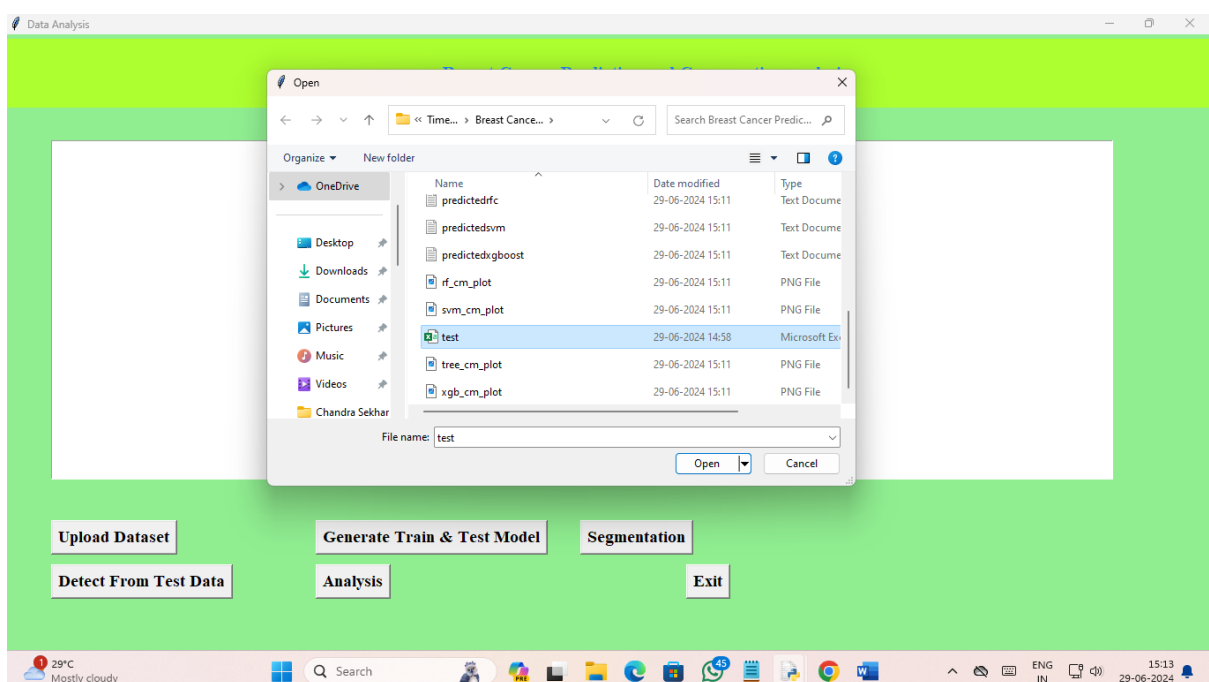 Data Analysis
Open
« Time... > Breast Cance... >
Search Breast Cancer Predic...
Organize
New folder
OneDrive
Name
Date modified
Type
predictedrfc 29-06-2024 15:11 Text Docume
predictedsvm 29-06-2024 15:11 Text Docume
predictedxgboost 29-06-2024 15:11 Text Docume
rf_cm_plot 29-06-2024 15:11 PNG File
svm_cm_plot 29-06-2024 15:11 PNG File
test 29-06-2024 14:58 Microsoft Ex
tree_cm_plot 29-06-2024 15:11 PNG File
xgb_cm_plot 29-06-2024 15:11 PNG File
Desktop
Downloads
Documents
Pictures
Music
Videos
Chandra Sekhar
File name: test
Open
Cancel
Upload Dataset
Generate Train & Test Model
Segmentation
Detect From Test Data
Analysis
Exit
1
29°C
Mostly cloudy
Search
PRE
45
ENG
IN
15:13
29-06-2024